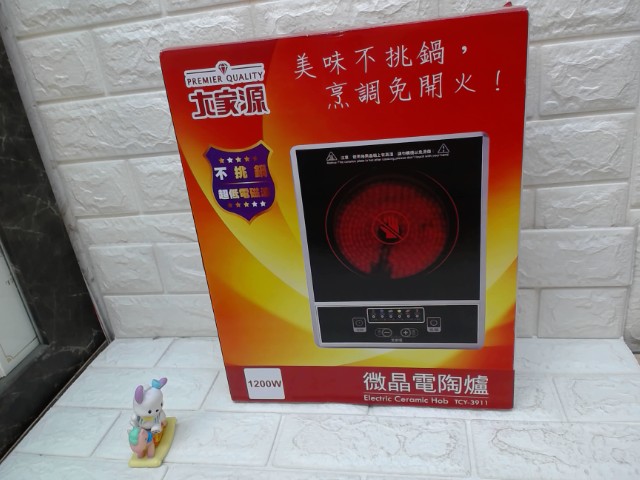 美味不挑鍋，
烹調免開火！
PREMIER QUALITY
大家源
不挑鍋
超低電磁波
1200W
微晶電陶爐
Electric Ceramic Hob TCY-3911